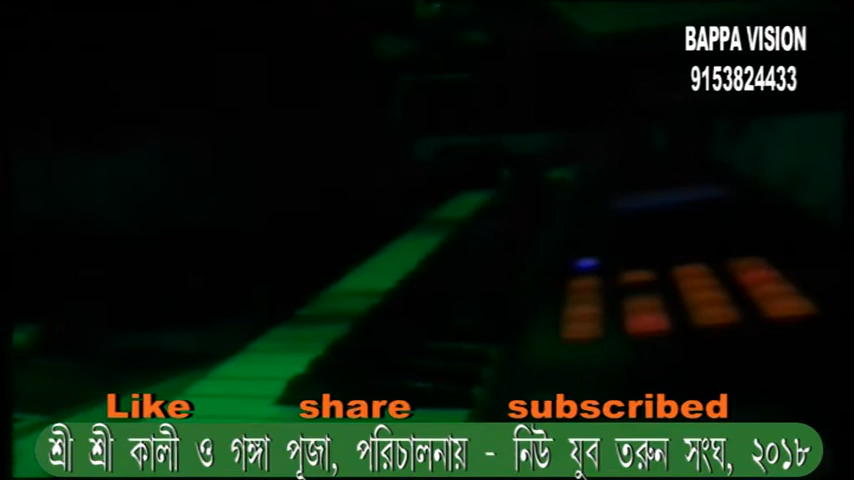 BAPPA VISION
9153824433
Like share subscribed
শ্রী শ্রী কালী ও গঙ্গা পূজা, পরিচালনায় - নিউ যুব তরুন সংঘ, ২০১৮